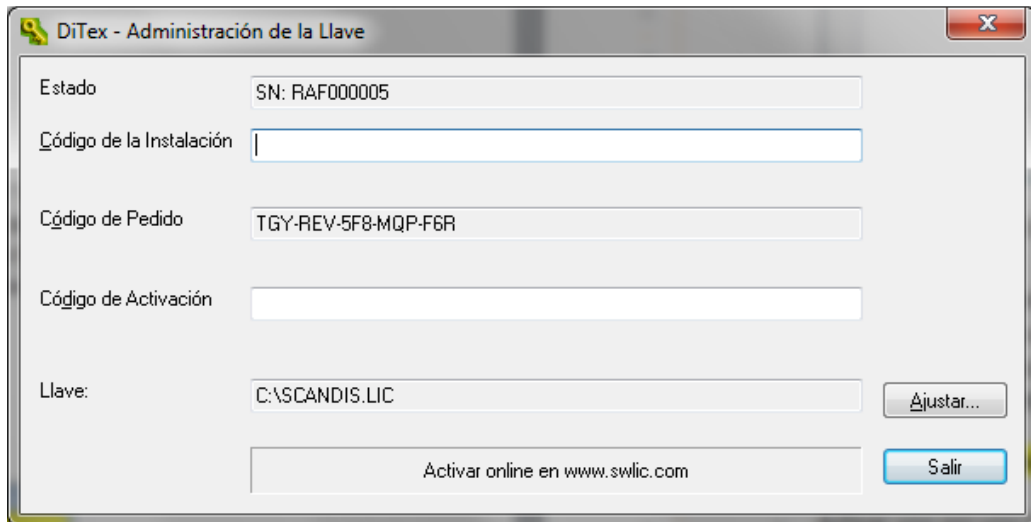 DiTex - Administración de la Llave
Estado
SN: RAF000005
Código de la Instalación
Código de Pedido
TGY-REV-5F8-MQP-F6R
Código de Activación
Llave:
C:\SCANDIS.LIC
Ajustar...
Activar online en www.swlic.com
Salir